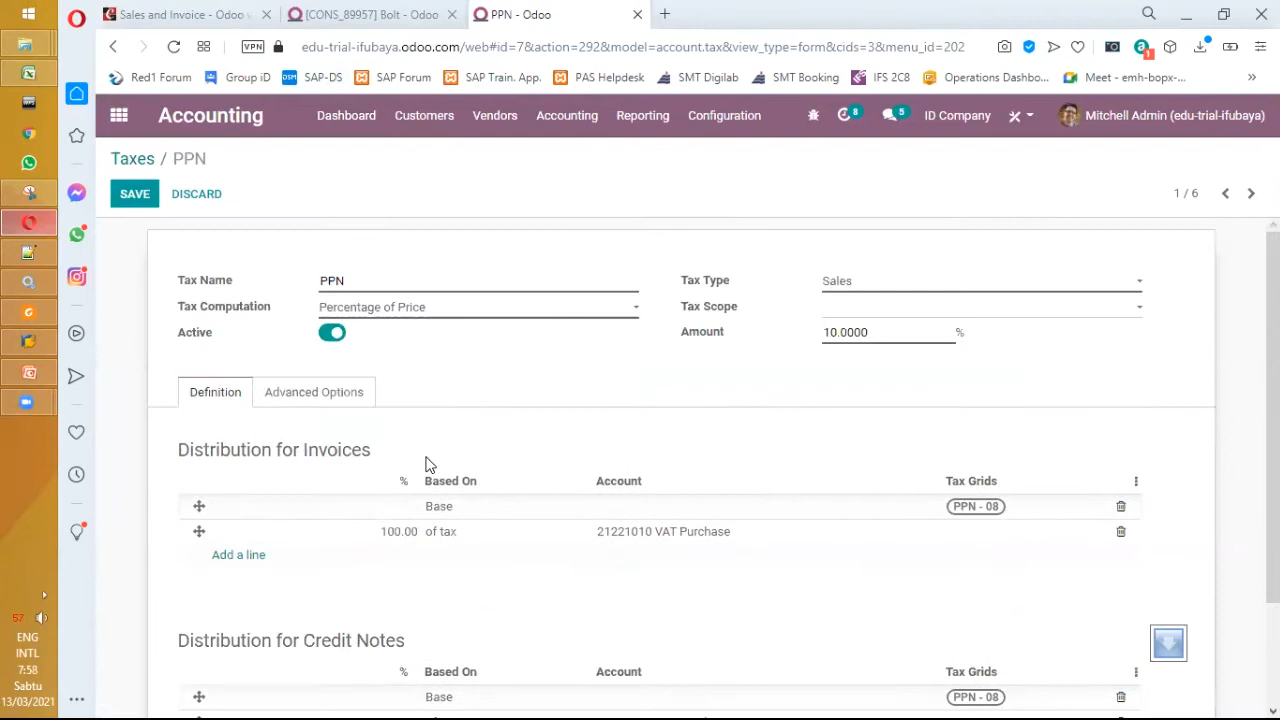 Sales and Invoice - Odoo v
[CONS_89957] Bolt - Odoo
PPN - Odoo
VPN
edu-trial-ifubaya.odoo.com/web#id=7&action=292&model=account.tax&view_type=form&cids=3&menu_id=202
1
Red1 Forum
Group iD
SAP-DS
SAP Forum
SAP Train. App.
PAS Helpdesk
SMT Digilab
SMT Booking
IFS 2C8
Operations Dashbo...
Meet - emh-bopx-...
»
Accounting
Dashboard
Customers
Vendors
Accounting
Reporting
Configuration
8
5
ID Company
Mitchell Admin (edu-trial-ifubaya)
Taxes / PPN
SAVE
DISCARD
1 / 6
Tax Name
PPN
Tax Type
Sales
Tax Computation
Percentage of Price
Tax Scope
Active
Amount
10.0000
%
Definition
Advanced Options
Distribution for Invoices
% Based On Account Tax Grids
Base PPN - 08
100.00 of tax 21221010 VAT Purchase
Add a line
Distribution for Credit Notes
% Based On Account Tax Grids
Base PPN - 08
57
ENG
INTL
7:58
Sabtu
13/03/2021